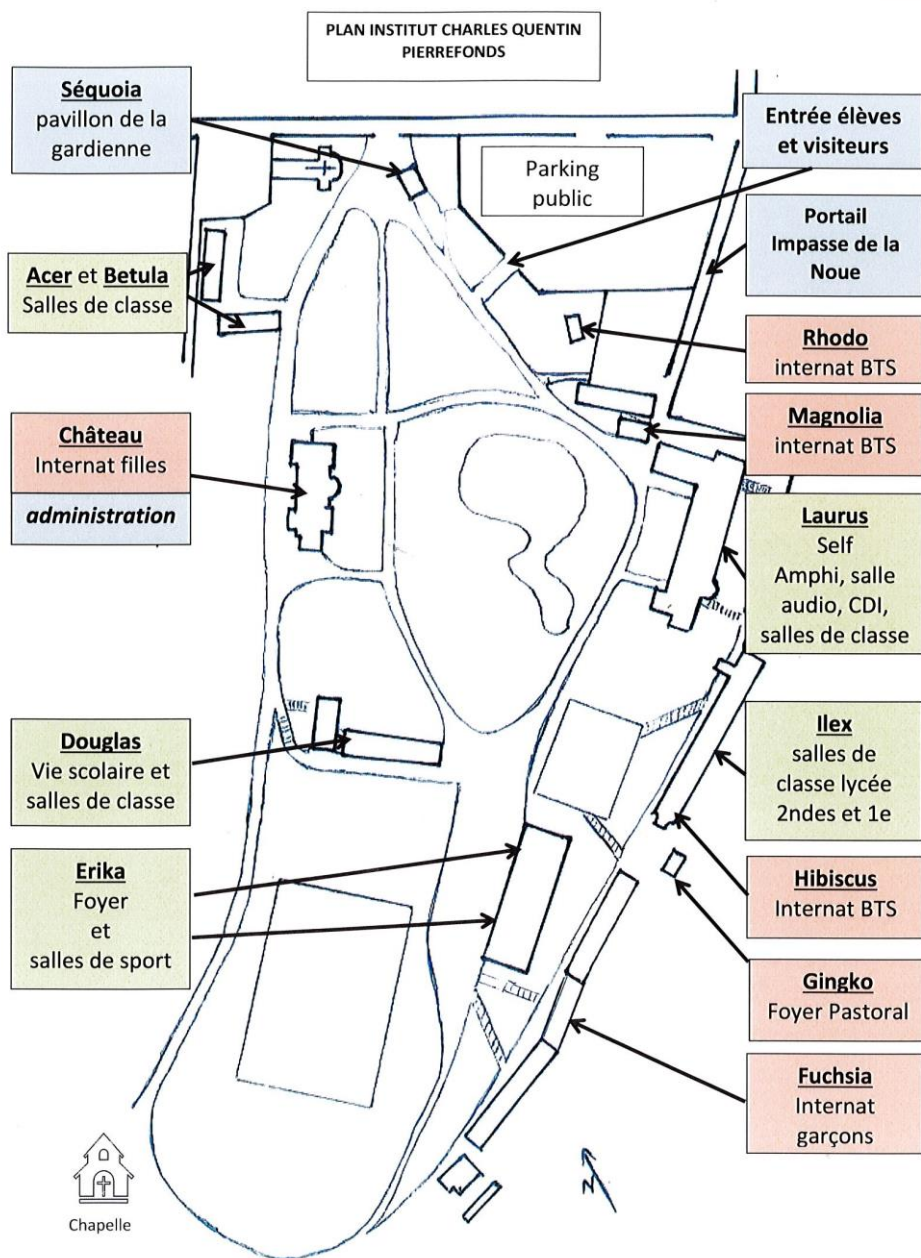 PLAN INSTITUT CHARLES QUENTIN
PIERREFONDS
Séquoia
pavillon de la
gardienne
Entrée élèves
et visiteurs
Parking
public
Portail
Impasse de la
Noue
Acer et Betula
Salles de classe
Rhodo
internat BTS
Château
Internat filles
administration
Magnolia
internat BTS
Laurus
Self
Amphi, salle
audio, CDI,
salles de classe
Douglas
Vie scolaire et
salles de classe
Ilex
salles de
classe lycée
2ndes et 1e
Erika
Foyer
et
salles de sport
Hibiscus
Internat BTS
Gingko
Foyer Pastoral
Fuchsia
Internat
garçons
Chapelle
N